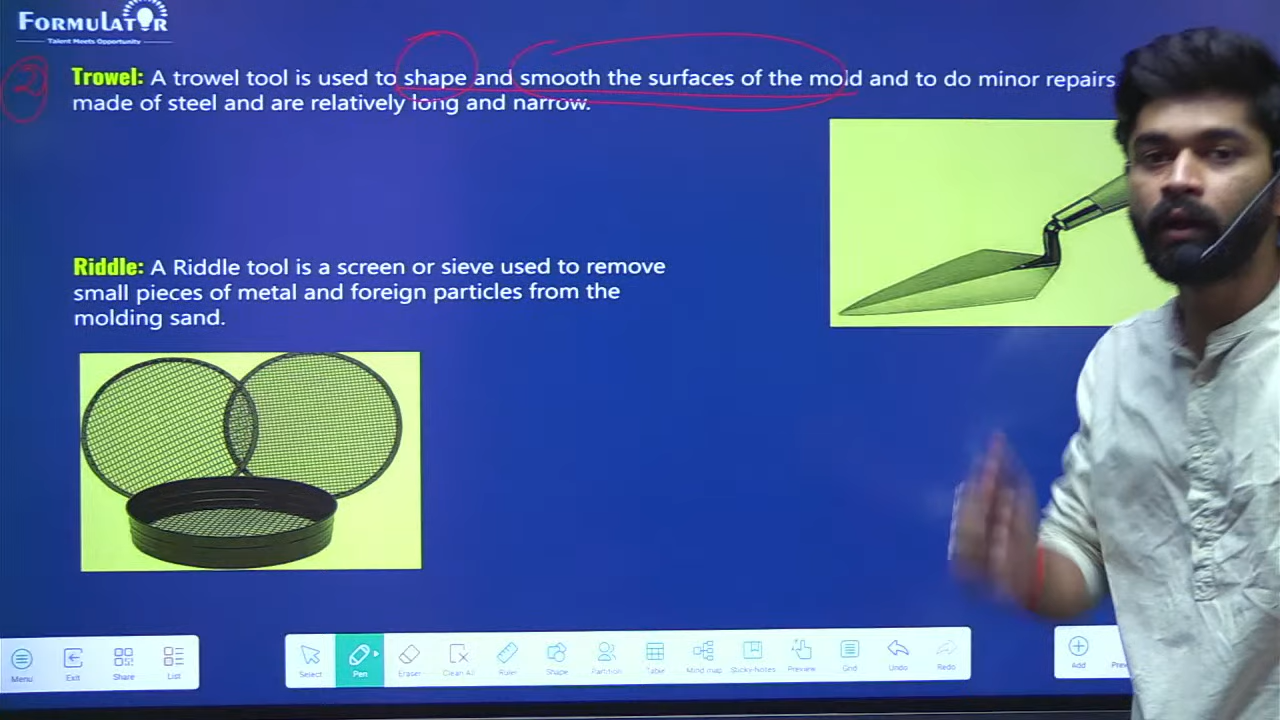 FORMULATOR
Talent Meets Opportunity
2
Trowel: A trowel tool is used to shape and smooth the surfaces of the mold and to do minor repairs
made of steel and are relatively long and narrow.
Riddle: A Riddle tool is a screen or sieve used to remove
small pieces of metal and foreign particles from the
molding sand.
Menu Exit Share List Select Pen Eraser Clean All Ruler Shape Partition Table Mind map Sticky-Notes Preview Grid Undo Redo Add Prev